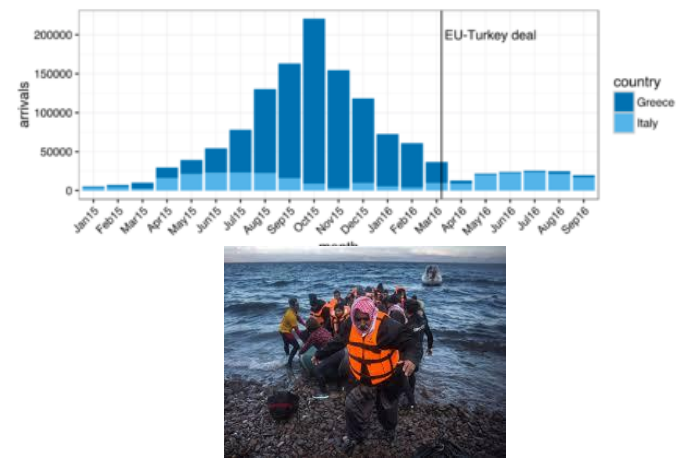 200000
150000
100000
50000
0
arrivals
EU-Turkey deal
country
Greece
Italy
Jan15
Feb15
Mar15
Apr15
May15
Jun15
Jul15
Aug15
Sep15
Oct15
Nov15
Dec15
Jan16
Feb16
Mar16
Apr16
May16
Jun16
Jul16
Aug16
Sep16
month